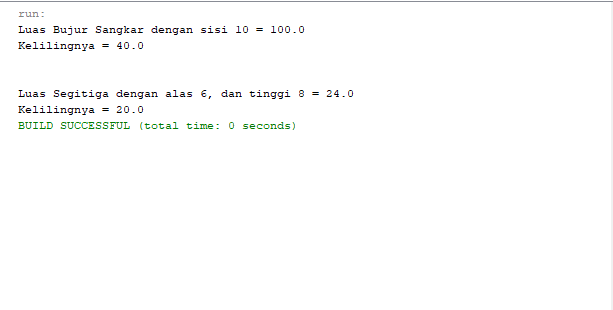 run:
Luas Bujur Sangkar dengan sisi 10 = 100.0
Kelilingnya = 40.0
Luas Segitiga dengan alas 6, dan tinggi 8 = 24.0
Kelilingnya = 20.0
BUILD SUCCESSFUL (total time: 0 seconds)